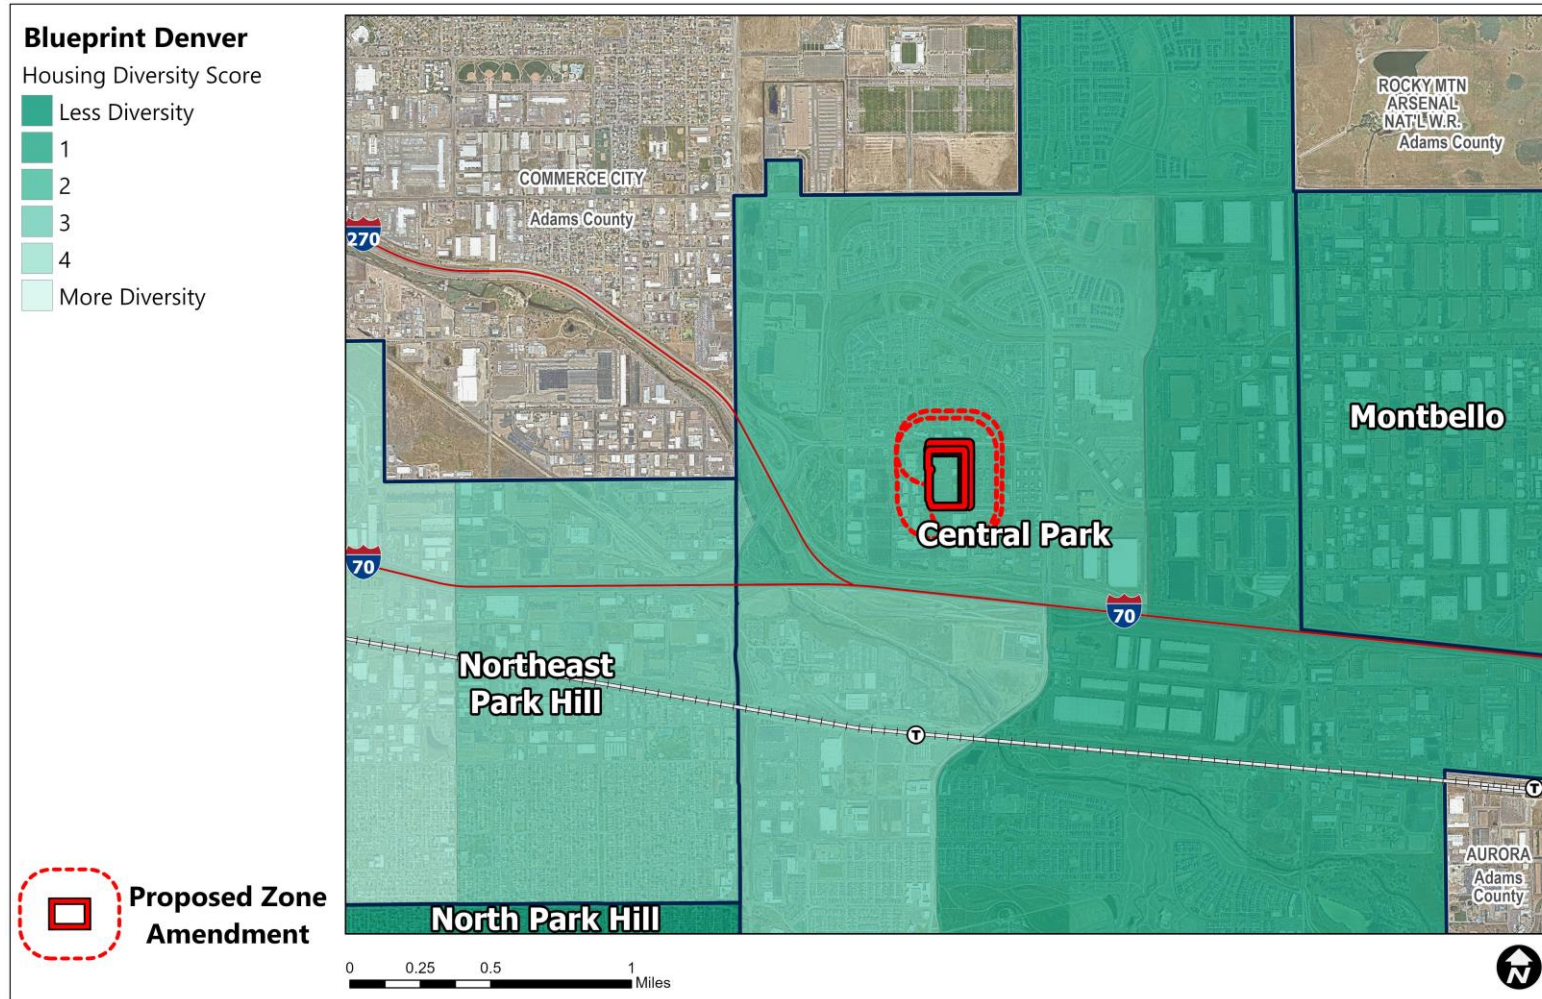 Blueprint Denver
Housing Diversity Score
Less Diversity
1
2
3
4
More Diversity
Proposed Zone
Amendment
ROCKY MTN
ARSENAL
NAT'L W.R.
Adams County
COMMERCE CITY
Adams County
270
Montbello
Central Park
70
70
Northeast
Park Hill
T
T
AURORA
Adams
County
North Park Hill
0 0.25 0.5 1
Miles
N